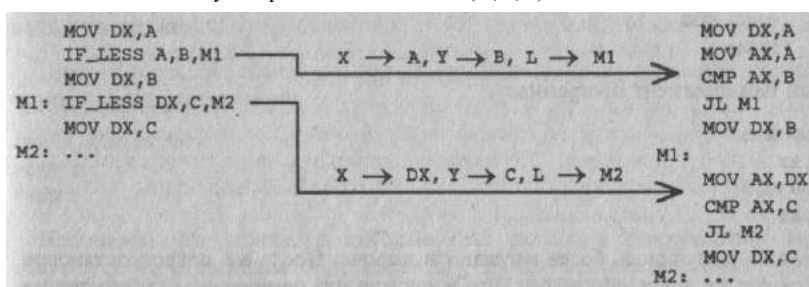 MOV DX,A
IF_LESS A,B,M1
MOV DX,B
M1: IF_LESS DX,C,M2
MOV DX,C
M2: ...
X → A, Y → B, L → M1
X → DX, Y → C, L → M2
MOV DX,A
MOV AX,A
CMP AX,B
JL M1
MOV DX,B
M1:
MOV AX,DX
CMP AX,C
JL M2
MOV DX,C
M2: ...